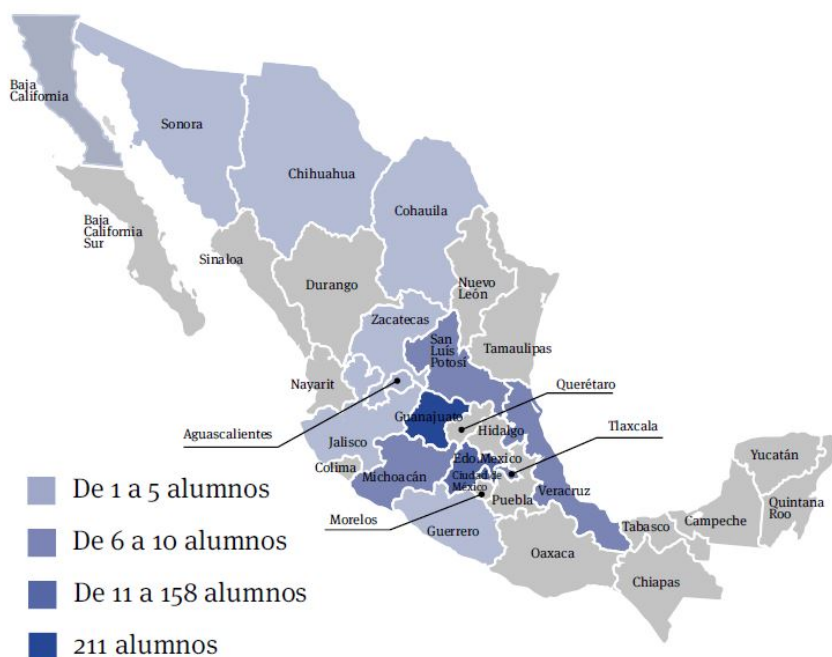 Baja
California
Sonora
Chihuahua
Cohauila
Baja
California
Sur
Sinaloa
Durango
Nuevo
León
Zacatecas
San
Luís
Potosí
Tamaulipas
Nayarit
Querétaro
Aguascalientes
Guanajuato
Hidalgo
Tlaxcala
Jalisco
Colima
Michoacán
Edo.Mexico
Ciudad de
México
Puebla
Veracruz
Morelos
Guerrero
Oaxaca
Tabasco
Campeche
Yucatán
Quintana
Roo
Chiapas
De 1 a 5 alumnos
De 6 a 10 alumnos
De 11 a 158 alumnos
211 alumnos